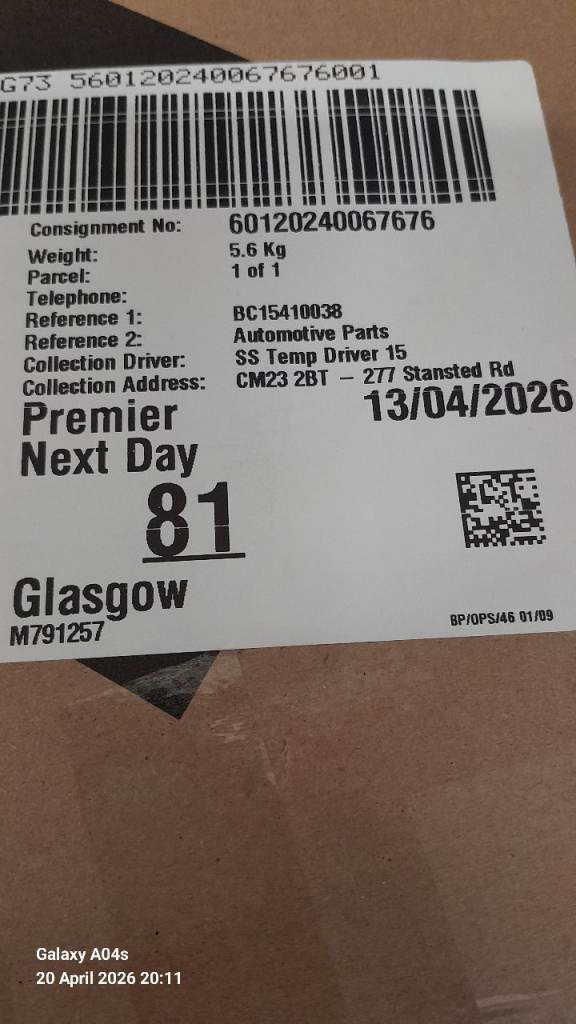 G73 560120240067676001
Consignment No: 60120240067676
Weight: 5.6 Kg
Parcel: 1 of 1
Telephone:
Reference 1: BC15410038
Reference 2: Automotive Parts
Collection Driver: SS Temp Driver 15
Collection Address: CM23 2BT – 277 Stansted Rd
Premier 13/04/2026
Next Day
81
Glasgow
M791257
BP/OPS/46 01/09
Galaxy A04s
20 April 2026 20:11